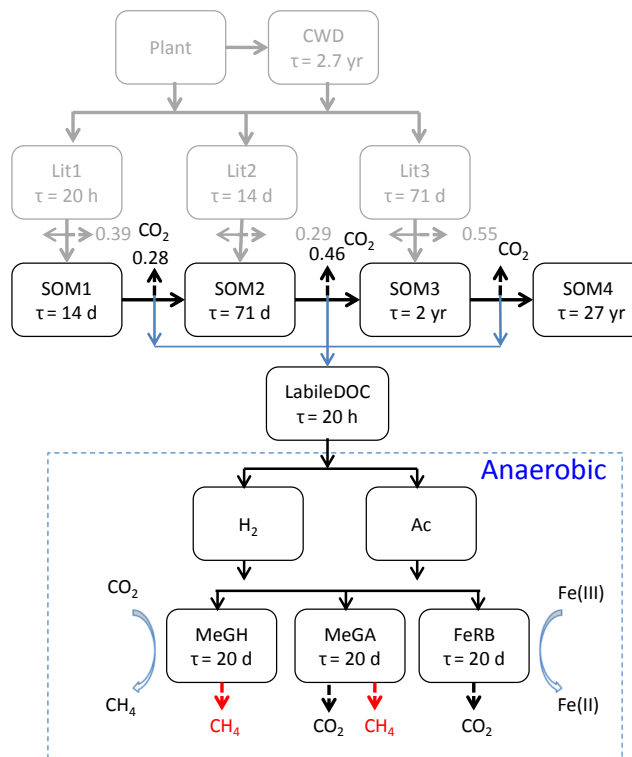 Plant
CWD
τ = 2.7 yr
Lit1
τ = 20 h
Lit2
τ = 14 d
Lit3
τ = 71 d
0.39
CO₂
0.28
0.29
CO₂
0.46
0.55
CO₂
SOM1
τ = 14 d
SOM2
τ = 71 d
SOM3
τ = 2 yr
SOM4
τ = 27 yr
LabileDOC
τ = 20 h
Anaerobic
H₂
Ac
CO₂
Fe(III)
MeGH
τ = 20 d
MeGA
τ = 20 d
FeRB
τ = 20 d
CH₄
CH₄
CO₂
CH₄
CO₂
Fe(II)